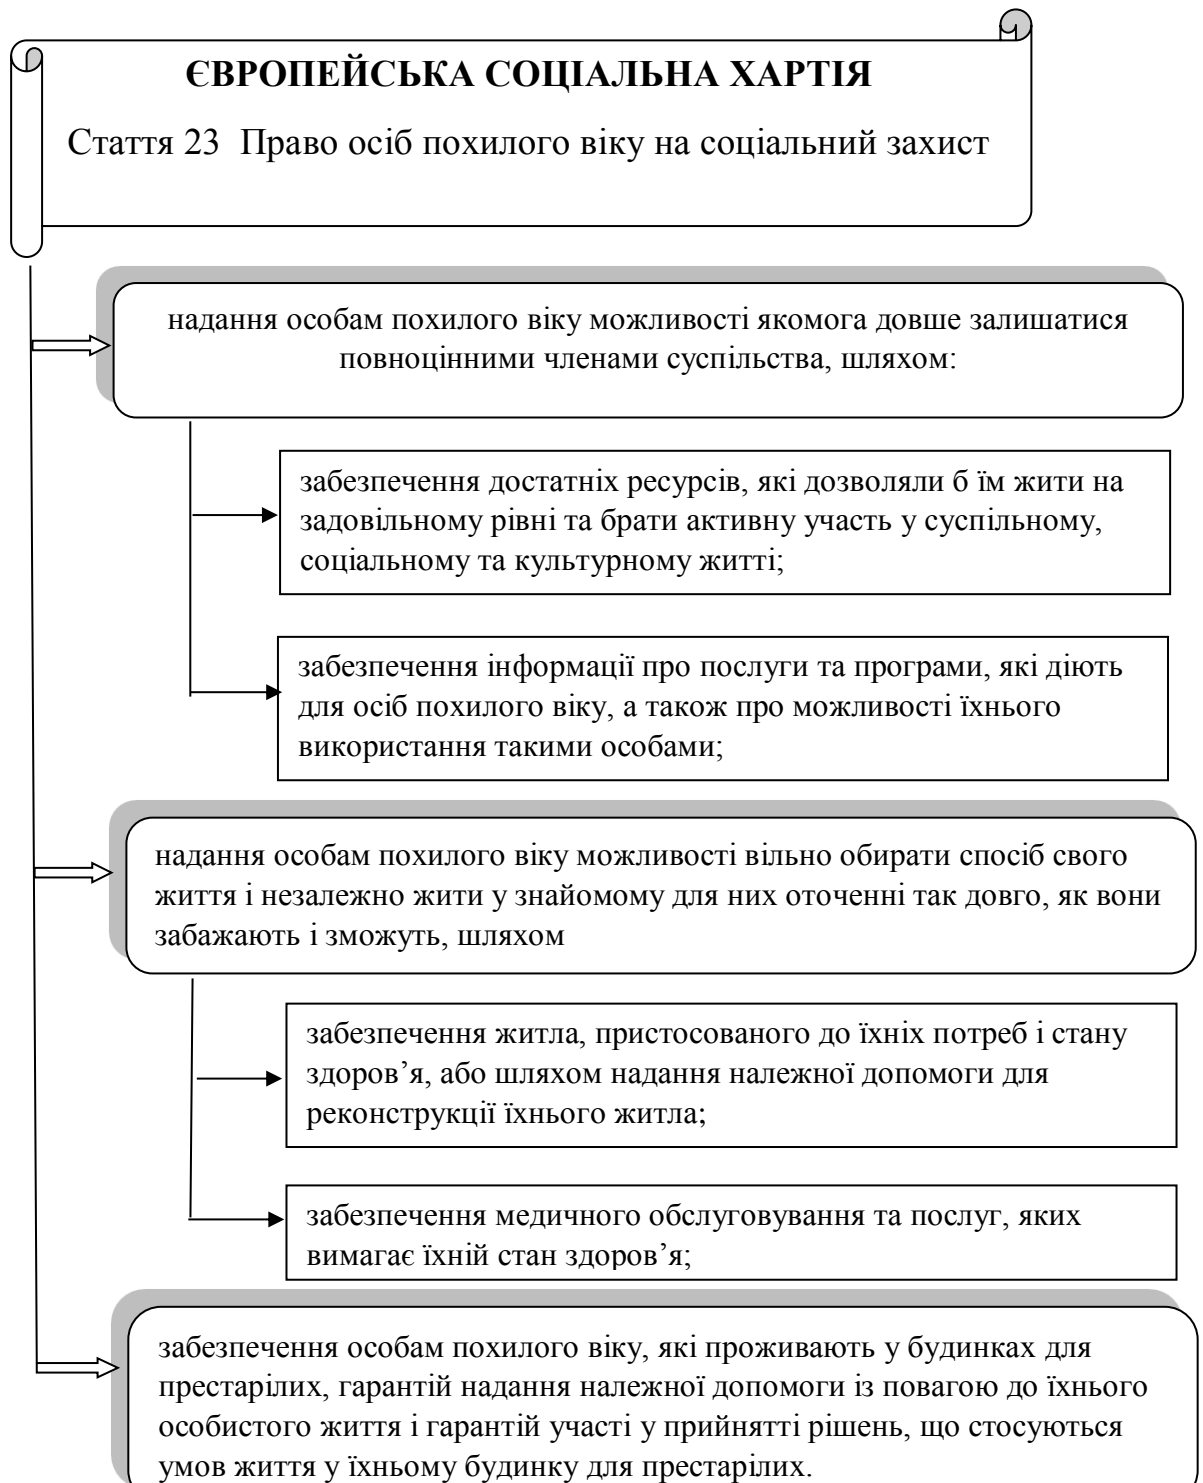 ЄВРОПЕЙСЬКА СОЦІАЛЬНА ХАРТІЯ
Стаття 23 Право осіб похилого віку на соціальний захист
надання особам похилого віку можливості якомога довше залишатися
повноцінними членами суспільства, шляхом:
забезпечення достатніх ресурсів, які дозволяли б їм жити на
задовільному рівні та брати активну участь у суспільному,
соціальному та культурному житті;
забезпечення інформації про послуги та програми, які діють
для осіб похилого віку, а також про можливості їхнього
використання такими особами;
надання особам похилого віку можливості вільно обирати спосіб свого
життя і незалежно жити у знайомому для них оточенні так довго, як вони
забажають і зможуть, шляхом
забезпечення житла, пристосованого до їхніх потреб і стану
здоров’я, або шляхом надання належної допомоги для
реконструкції їхнього житла;
забезпечення медичного обслуговування та послуг, яких
вимагає їхній стан здоров’я;
забезпечення особам похилого віку, які проживають у будинках для
престарілих, гарантій надання належної допомоги із повагою до їхнього
особистого життя і гарантій участі у прийнятті рішень, що стосуються
умов життя у їхньому будинку для престарілих.